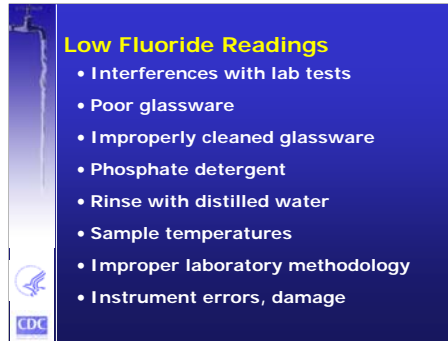 Low Fluoride Readings
• Interferences with lab tests
• Poor glassware
• Improperly cleaned glassware
• Phosphate detergent
• Rinse with distilled water
• Sample temperatures
• Improper laboratory methodology
• Instrument errors, damage
CDC